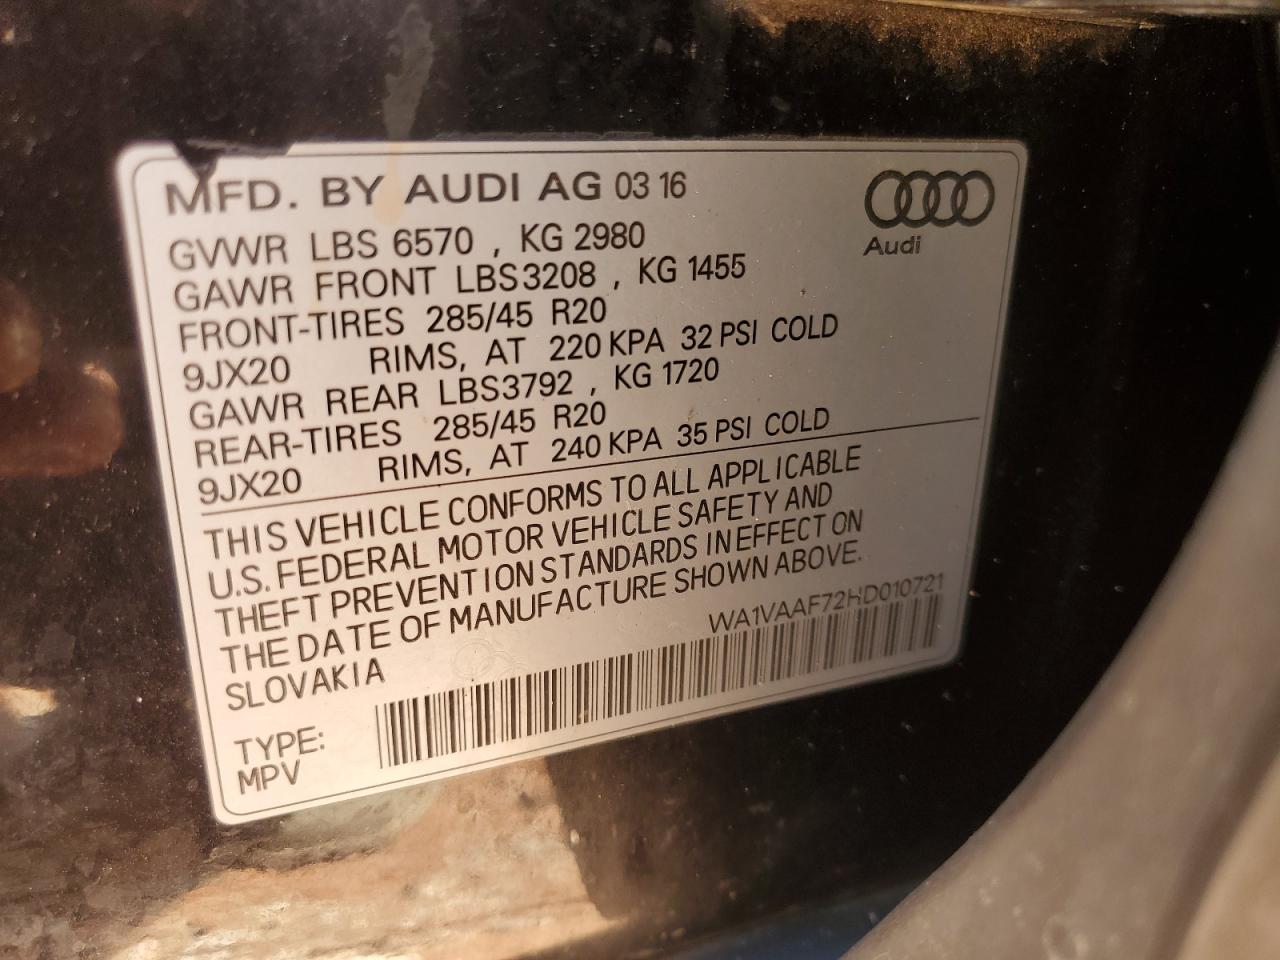 MFD. BY AUDI AG 03 16
Audi
GVWR LBS 6570 , KG 2980
GAWR FRONT LBS3208 , KG 1455
FRONT-TIRES 285/45 R20
9JX20 RIMS, AT 220 KPA 32 PSI COLD
GAWR REAR LBS3792 , KG 1720
REAR-TIRES 285/45 R20
9JX20 RIMS, AT 240 KPA 35 PSI COLD
THIS VEHICLE CONFORMS TO ALL APPLICABLE
U.S. FEDERAL MOTOR VEHICLE SAFETY AND
THEFT PREVENTION STANDARDS IN EFFECT ON
THE DATE OF MANUFACTURE SHOWN ABOVE.
SLOVAKIA
WA1VAAF72HD010721
TYPE:
MPV